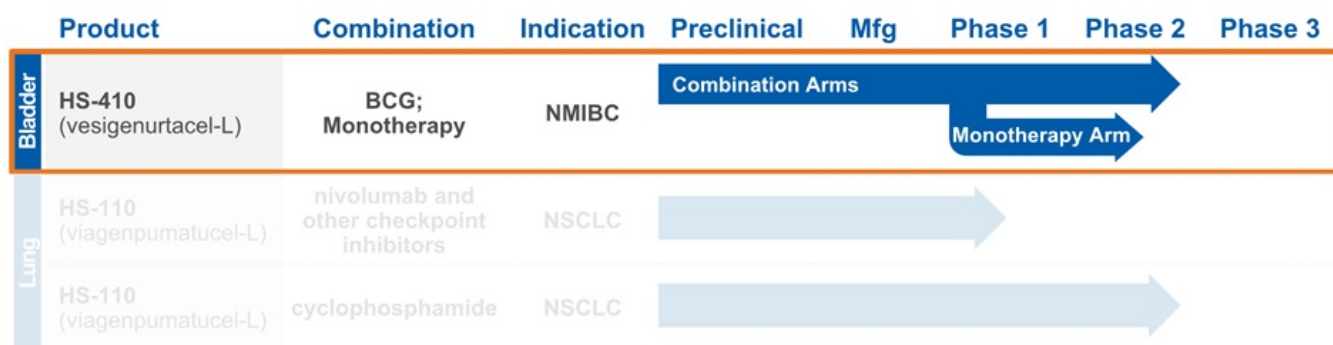 Product Combination Indication Preclinical Mfg Phase 1 Phase 2 Phase 3
Bladder
HS-410
(vesigenurtacel-L)
BCG;
Monotherapy
NMIBC
Combination Arms
Monotherapy Arm
Lung
HS-110
(viagenpumatucel-L)
nivolumab and
other checkpoint
inhibitors
NSCLC
HS-110
(viagenpumatucel-L)
cyclophosphamide
NSCLC